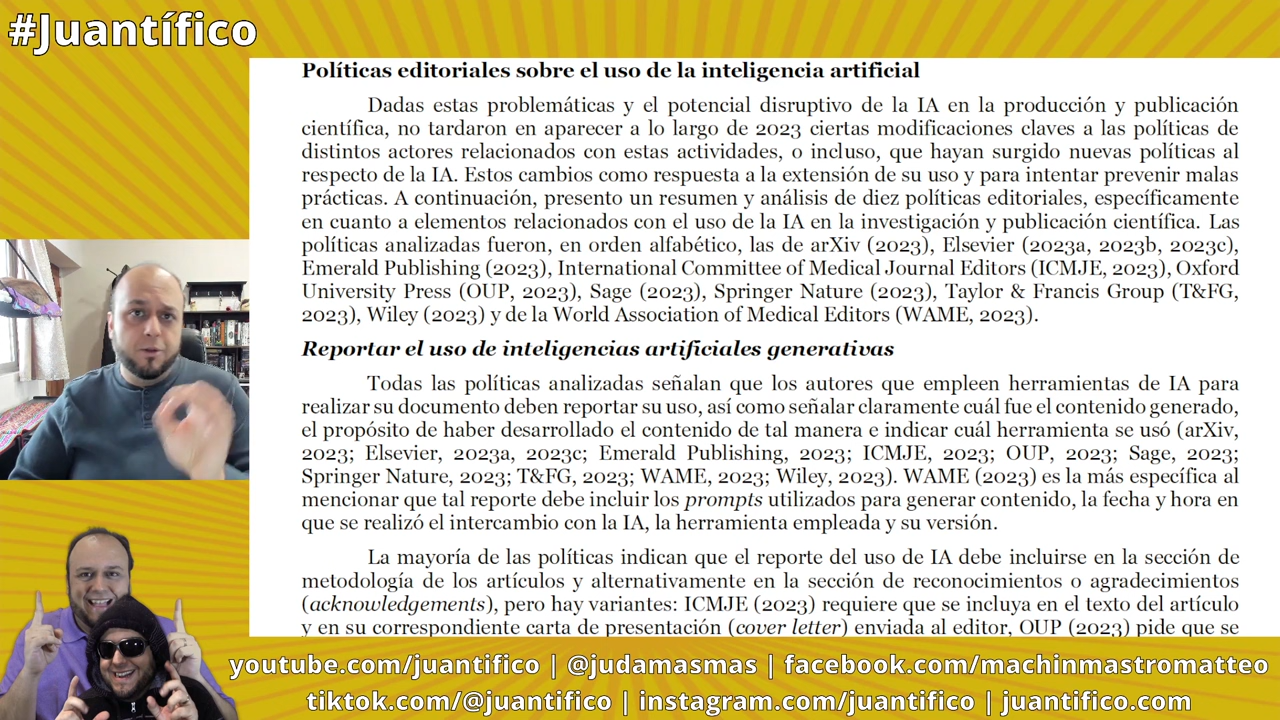 #Juantífico
Políticas editoriales sobre el uso de la inteligencia artificial
Dadas estas problemáticas y el potencial disruptivo de la IA en la producción y publicación
científica, no tardaron en aparecer a lo largo de 2023 ciertas modificaciones claves a las políticas de
distintos actores relacionados con estas actividades, o incluso, que hayan surgido nuevas políticas al
respecto de la IA. Estos cambios como respuesta a la extensión de su uso y para intentar prevenir malas
prácticas. A continuación, presento un resumen y análisis de diez políticas editoriales, específicamente
en cuanto a elementos relacionados con el uso de la IA en la investigación y publicación científica. Las
políticas analizadas fueron, en orden alfabético, las de arXiv (2023), Elsevier (2023a, 2023b, 2023c),
Emerald Publishing (2023), International Committee of Medical Journal Editors (ICMJE, 2023), Oxford
University Press (OUP, 2023), Sage (2023), Springer Nature (2023), Taylor & Francis Group (T&FG,
2023), Wiley (2023) y de la World Association of Medical Editors (WAME, 2023).
Reportar el uso de inteligencias artificiales generativas
Todas las políticas analizadas señalan que los autores que empleen herramientas de IA para
realizar su documento deben reportar su uso, así como señalar claramente cuál fue el contenido generado,
el propósito de haber desarrollado el contenido de tal manera e indicar cuál herramienta se usó (arXiv,
2023; Elsevier, 2023a, 2023c; Emerald Publishing, 2023; ICMJE, 2023; OUP, 2023; Sage, 2023;
Springer Nature, 2023; T&FG, 2023; WAME, 2023; Wiley, 2023). WAME (2023) es la más específica al
mencionar que tal reporte debe incluir los prompts utilizados para generar contenido, la fecha y hora en
que se realizó el intercambio con la IA, la herramienta empleada y su versión.
La mayoría de las políticas indican que el reporte del uso de IA debe incluirse en la sección de
metodología de los artículos y alternativamente en la sección de reconocimientos o agradecimientos
(acknowledgements), pero hay variantes: ICMJE (2023) requiere que se incluya en el texto del artículo
y en su correspondiente carta de presentación (cover letter) enviada al editor, OUP (2023) pide que se
youtube.com/juantifico | @judamasmas | facebook.com/machinmastromatteo
tiktok.com/@juantifico | instagram.com/juantifico | juantifico.com